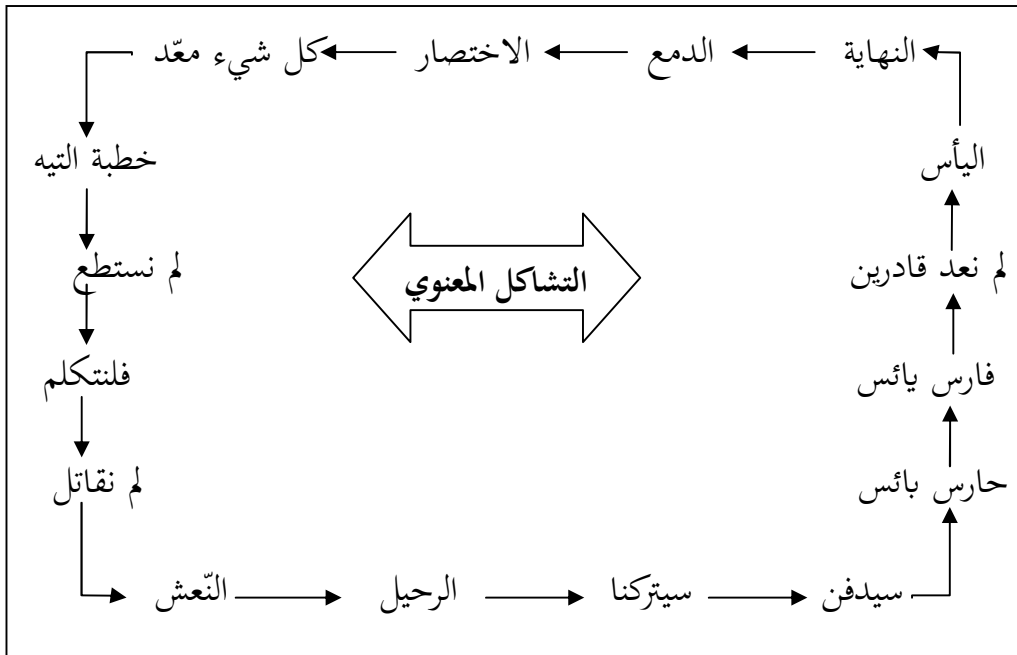 النهاية الدمع الاختصار كل شيء معّد
اليأس خطبة التيه
لم نعد قادرين التشاكل المعنوي لم نستطع
فارس يائس فلنتكلم
حارس بائس لم نقاتل
سيدفن سيتركنا الرحيل النّعش